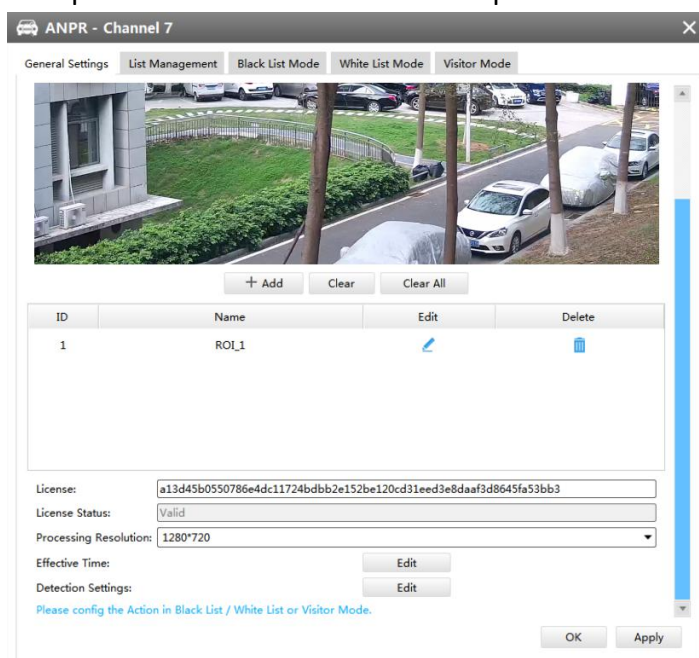 ANPR - Channel 7
General Settings List Management Black List Mode White List Mode Visitor Mode
+ Add Clear Clear All
ID Name Edit Delete
1 ROI_1
License: a13d45b0550786e4dc11724bdbb2e152be120cd31eed3e8daaf3d8645fa53bb3
License Status: Valid
Processing Resolution: 1280*720
Effective Time: Edit
Detection Settings: Edit
Please config the Action in Black List / White List or Visitor Mode.
OK Apply